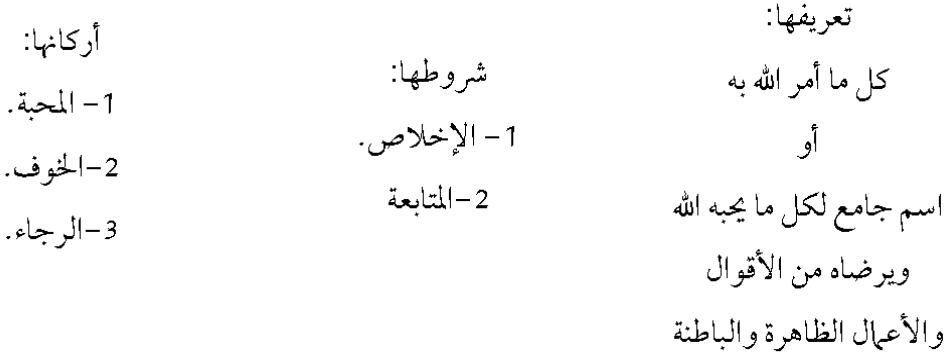 تعريفها:
كل ما أمر الله به
أو
اسم جامع لكل ما يحبه الله
ويرضاه من الأقوال
والأعمال الظاهرة والباطنة
شروطها:
1- الإخلاص.
2-المتابعة
أركانها:
1- المحبة.
2-الخوف.
3-الرجاء.